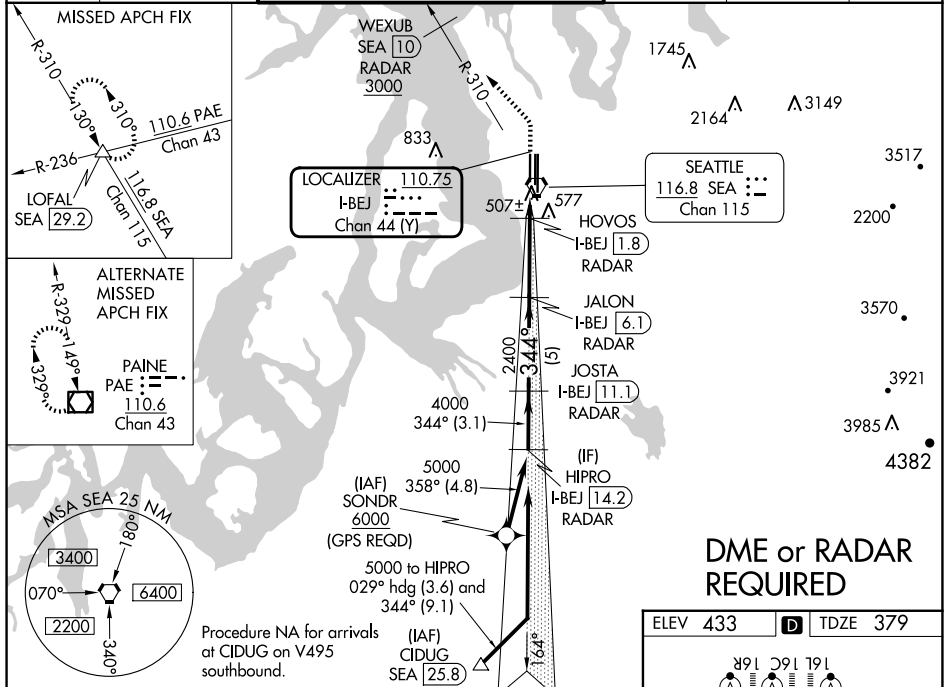 MISSED APCH FIX
R-310
130°
310°
110.6 PAE
Chan 43
R-236
LOFAL
SEA 29.2
116.8 SEA
Chan 115
ALTERNATE
MISSED
APCH FIX
R-329
149°
329°
PAINE
PAE
110.6
Chan 43
MSA SEA 25 NM
180°
3400
070°
6400
2200
340°
Procedure NA for arrivals
at CIDUG on V495
southbound.
WEXUB
SEA 10
RADAR
3000
R-310
833
LOCALIZER 110.75
I-BEJ
Chan 44 (Y)
507±
577
SEATTLE
116.8 SEA
Chan 115
1745
2164
3149
3517
2200
3570
3921
3985
4382
HOVOS
I-BEJ 1.8
RADAR
JALON
I-BEJ 6.1
RADAR
2400
344°
(5)
JOSTA
I-BEJ 11.1
RADAR
4000
344° (3.1)
(IF)
HIPRO
I-BEJ 14.2
RADAR
5000
358° (4.8)
(IAF)
SONDR
6000
(GPS REQD)
5000 to HIPRO
029° hdg (3.6) and
344° (9.1)
(IAF)
CIDUG
SEA 25.8
164°
DME or RADAR
REQUIRED
ELEV 433 D TDZE 379
16R 16C 16L